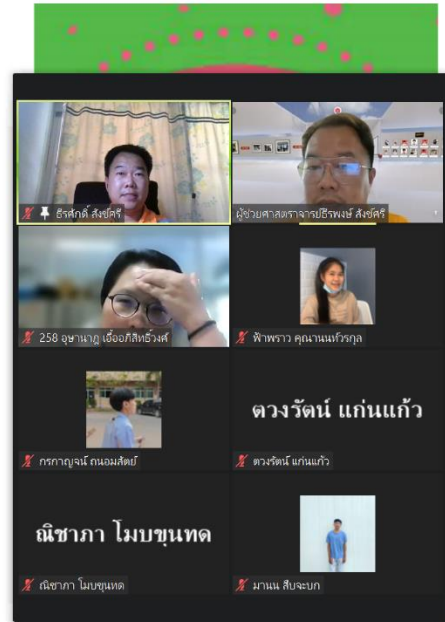 ธีรศักดิ์ สังข์ศรี
ผู้ช่วยศาสตราจารย์ธีรพงษ์ สังข์ศรี
258 อุษานาฎ เอื้ออภิสิทธิ์วงศ์
ฟ้าพราว คุณานนท์วรกุล
กรกาญจน์ ถนอมสัตย์
ตวงรัตน์ แก่นแก้ว
ตวงรัตน์ แก่นแก้ว
ณิชาภา โมบขุนทด
ณิชาภา โมบขุนทด
มานน สืบจะบก